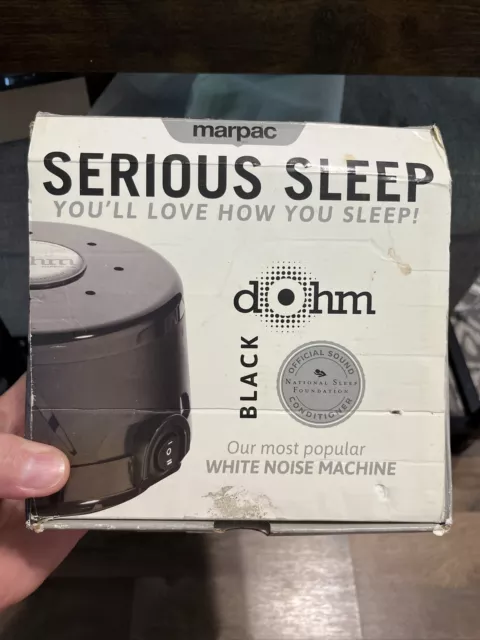 marpac
SERIOUS SLEEP
YOU'LL LOVE HOW YOU SLEEP!
hm
dOhm
BLACK
OFFICIAL SOUND
NATIONAL SLEEP
FOUNDATION
CONDITIONER
Our most popular
WHITE NOISE MACHINE